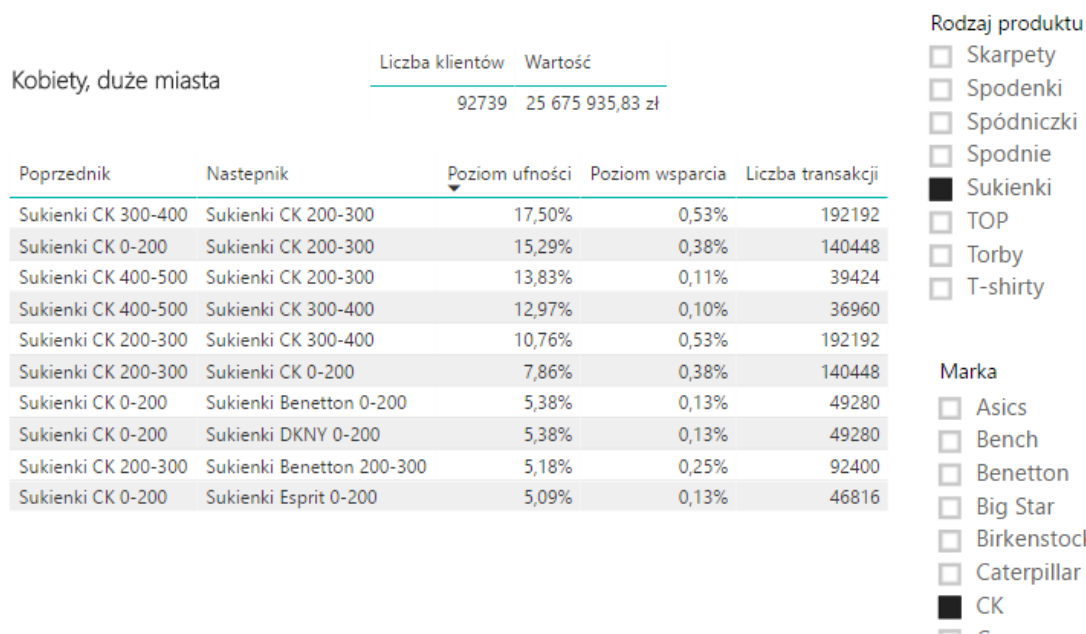 Kobiety, duże miasta
Liczba klientów Wartość
92739 25 675 935,83 zł
Poprzednik Nastepnik Poziom ufności Poziom wsparcia Liczba transakcji
Sukienki CK 300-400 Sukienki CK 200-300 17,50% 0,53% 192192
Sukienki CK 0-200 Sukienki CK 200-300 15,29% 0,38% 140448
Sukienki CK 400-500 Sukienki CK 200-300 13,83% 0,11% 39424
Sukienki CK 400-500 Sukienki CK 300-400 12,97% 0,10% 36960
Sukienki CK 200-300 Sukienki CK 300-400 10,76% 0,53% 192192
Sukienki CK 200-300 Sukienki CK 0-200 7,86% 0,38% 140448
Sukienki CK 0-200 Sukienki Benetton 0-200 5,38% 0,13% 49280
Sukienki CK 0-200 Sukienki DKNY 0-200 5,38% 0,13% 49280
Sukienki CK 200-300 Sukienki Benetton 200-300 5,18% 0,25% 92400
Sukienki CK 0-200 Sukienki Esprit 0-200 5,09% 0,13% 46816
Rodzaj produktu
Skarpety
Spodenki
Spódniczki
Spodnie
Sukienki
TOP
Torby
T-shirty
Marka
Asics
Bench
Benetton
Big Star
Birkenstock
Caterpillar
CK